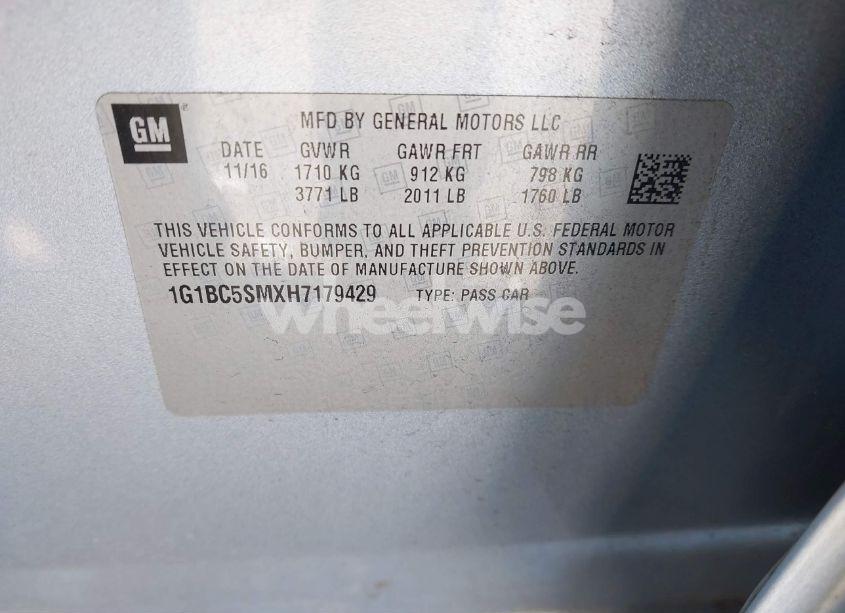 GM
MFD BY GENERAL MOTORS LLC
DATE GVWR GAWR FRT GAWR RR
11/16 1710 KG 912 KG 798 KG
3771 LB 2011 LB 1760 LB
THIS VEHICLE CONFORMS TO ALL APPLICABLE U.S. FEDERAL MOTOR
VEHICLE SAFETY, BUMPER, AND THEFT PREVENTION STANDARDS IN
EFFECT ON THE DATE OF MANUFACTURE SHOWN ABOVE.
1G1BC5SMXH7179429 TYPE: PASS CAR
wheelwise